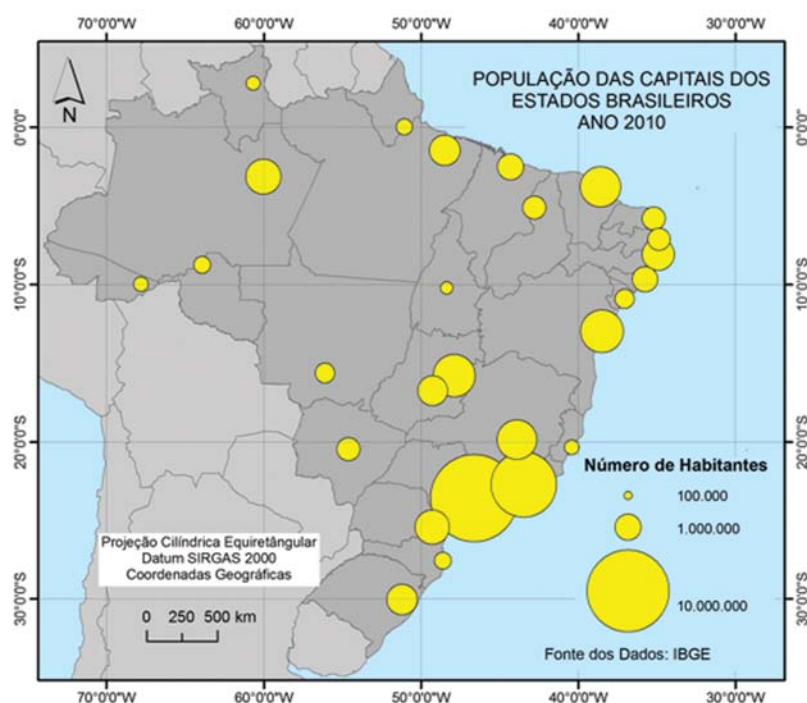 70°0'0"O 60°0'0"O 50°0'0"O 40°0'0"O 30°0'0"O
POPULAÇÃO DAS CAPITAIS DOS
ESTADOS BRASILEIROS
ANO 2010
N
0°0'0"
0°0'0"
10°0'0"S
10°0'0"S
20°0'0"S
20°0'0"S
Número de Habitantes
100.000
1.000.000
10.000.000
Projeção Cilíndrica Equiretângular
Datum SIRGAS 2000
Coordenadas Geográficas
30°0'0"S
30°0'0"S
0 250 500 km
Fonte dos Dados: IBGE
70°0'0"O 60°0'0"O 50°0'0"O 40°0'0"O 30°0'0"O